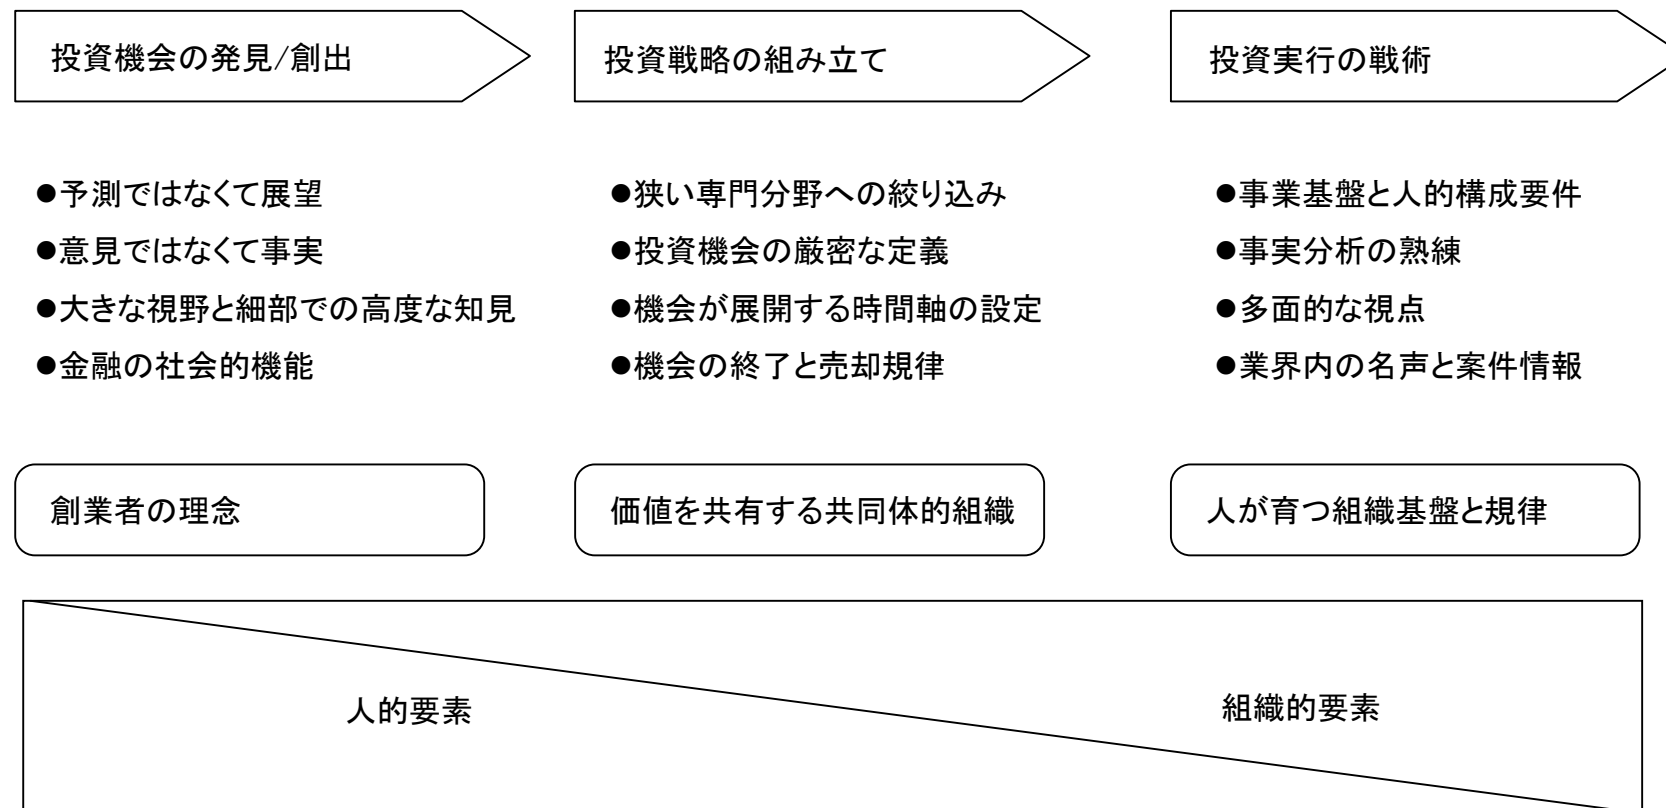 投資機会の発見/創出
投資戦略の組み立て
投資実行の戦術
●予測ではなくて展望
●意見ではなくて事実
●大きな視野と細部での高度な知見
●金融の社会的機能
●狭い専門分野への絞り込み
●投資機会の厳密な定義
●機会が展開する時間軸の設定
●機会の終了と売却規律
●事業基盤と人的構成要件
●事実分析の熟練
●多面的な視点
●業界内の名声と案件情報
創業者の理念
価値を共有する共同体的組織
人が育つ組織基盤と規律
人的要素
組織的要素